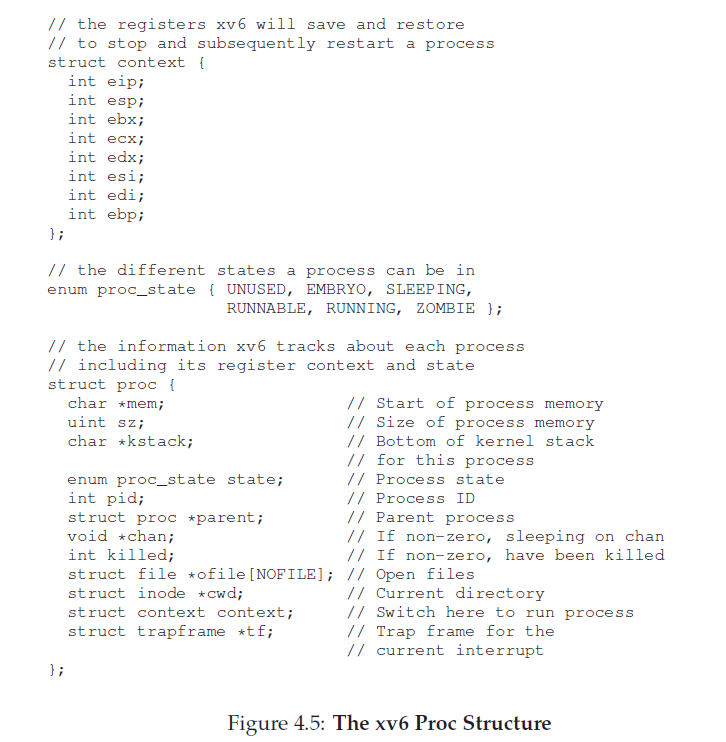 // the registers xv6 will save and restore
// to stop and subsequently restart a process
struct context {
  int eip;
  int esp;
  int ebx;
  int ecx;
  int edx;
  int esi;
  int edi;
  int ebp;
};

// the different states a process can be in
enum proc_state { UNUSED, EMBRYO, SLEEPING,
                  RUNNABLE, RUNNING, ZOMBIE };

// the information xv6 tracks about each process
// including its register context and state
struct proc {
  char *mem;                  // Start of process memory
  uint sz;                    // Size of process memory
  char *kstack;               // Bottom of kernel stack
                              // for this process
  enum proc_state state;      // Process state
  int pid;                    // Process ID
  struct proc *parent;        // Parent process
  void *chan;                 // If non-zero, sleeping on chan
  int killed;                 // If non-zero, have been killed
  struct file *ofile[NOFILE]; // Open files
  struct inode *cwd;          // Current directory
  struct context context;     // Switch here to run process
  struct trapframe *tf;       // Trap frame for the
                              // current interrupt
};

Figure 4.5: The xv6 Proc Structure